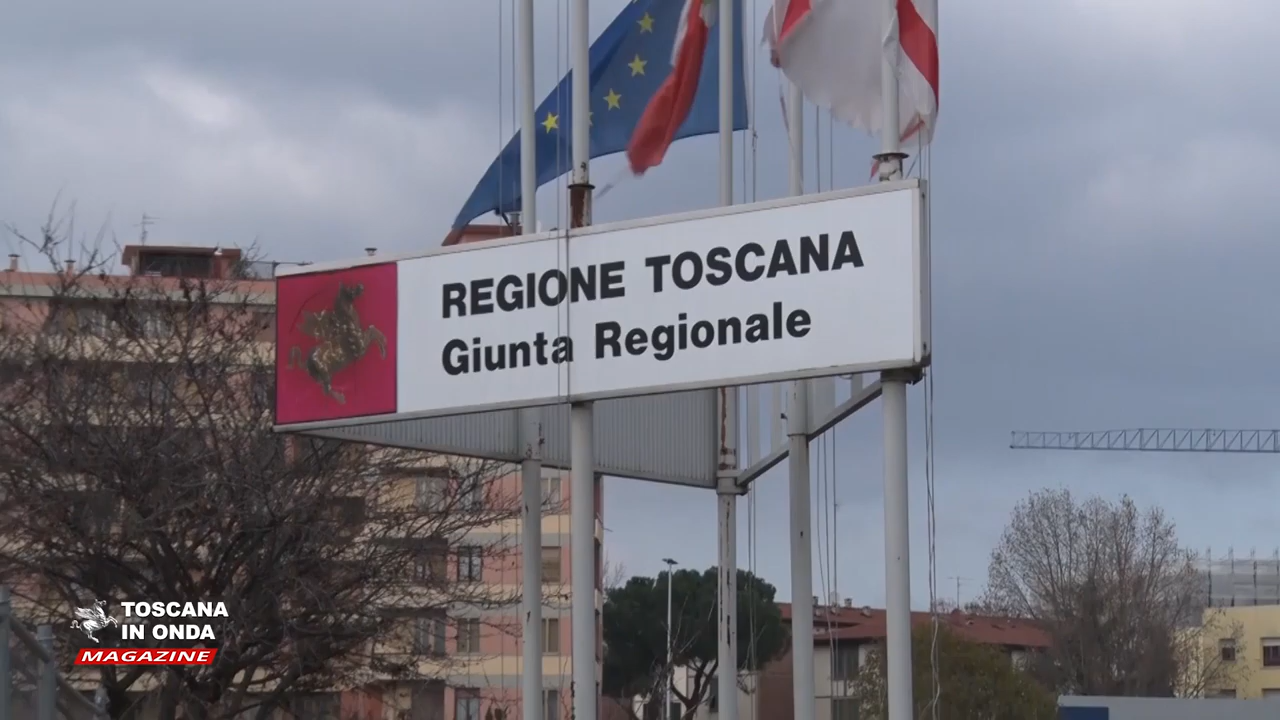 REGIONE TOSCANA
Giunta Regionale
TOSCANA
IN ONDA
MAGAZINE